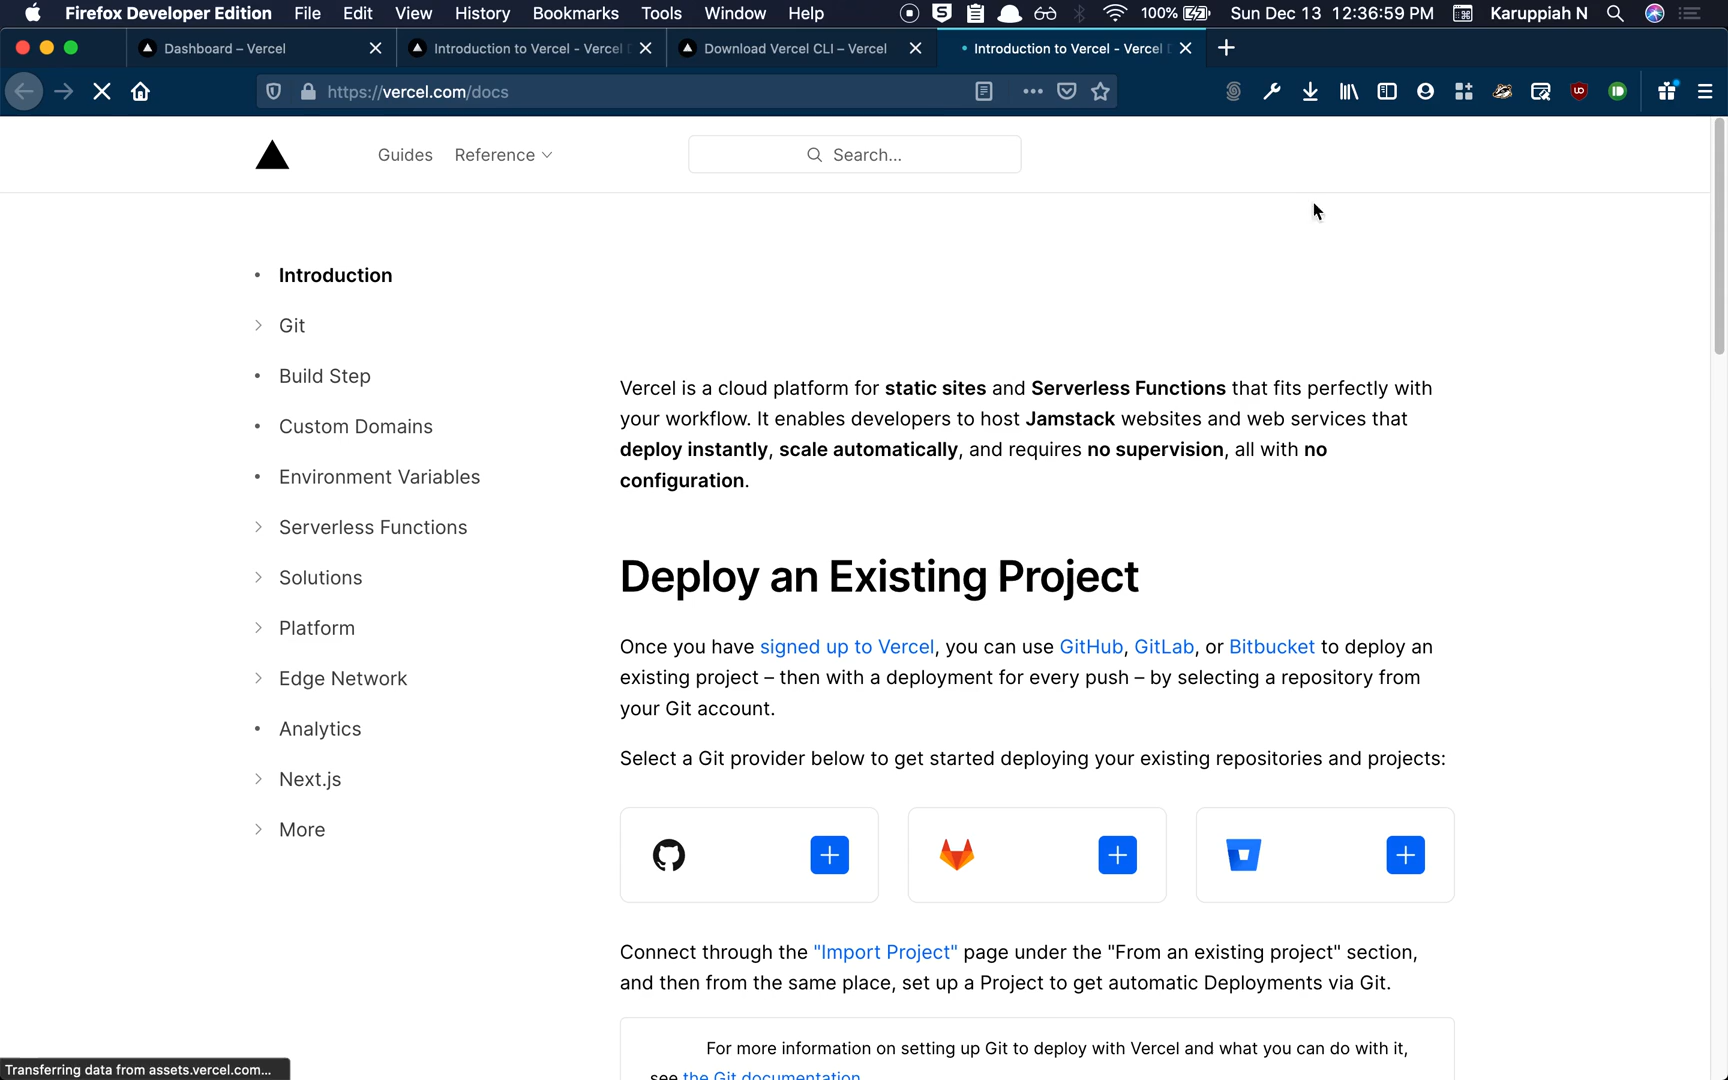 Firefox Developer Edition File Edit View History Bookmarks Tools Window Help 100% Sun Dec 13 12:36:59 PM Karuppiah N
Dashboard – Vercel Introduction to Vercel - Vercel Download Vercel CLI – Vercel Introduction to Vercel - Vercel
https://vercel.com/docs
Guides Reference Search...
Introduction
Git
Build Step
Custom Domains
Environment Variables
Serverless Functions
Solutions
Platform
Edge Network
Analytics
Next.js
More
Vercel is a cloud platform for static sites and Serverless Functions that fits perfectly with
your workflow. It enables developers to host Jamstack websites and web services that
deploy instantly, scale automatically, and requires no supervision, all with no
configuration.
Deploy an Existing Project
Once you have signed up to Vercel, you can use GitHub, GitLab, or Bitbucket to deploy an
existing project – then with a deployment for every push – by selecting a repository from
your Git account.
Select a Git provider below to get started deploying your existing repositories and projects:
Connect through the "Import Project" page under the "From an existing project" section,
and then from the same place, set up a Project to get automatic Deployments via Git.
For more information on setting up Git to deploy with Vercel and what you can do with it,
see the Git documentation
Transferring data from assets.vercel.com...